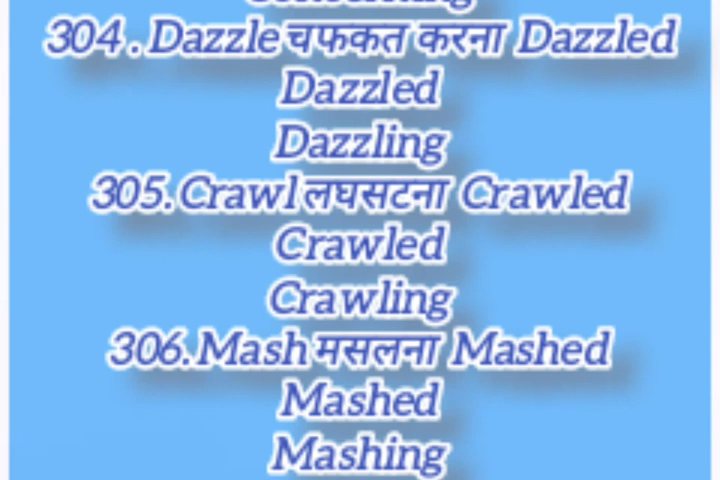 304 . Dazzle चफकत करना Dazzled
Dazzled
Dazzling
305. Crawl लघसटना Crawled
Crawled
Crawling
306. Mash मसलना Mashed
Mashed
Mashing